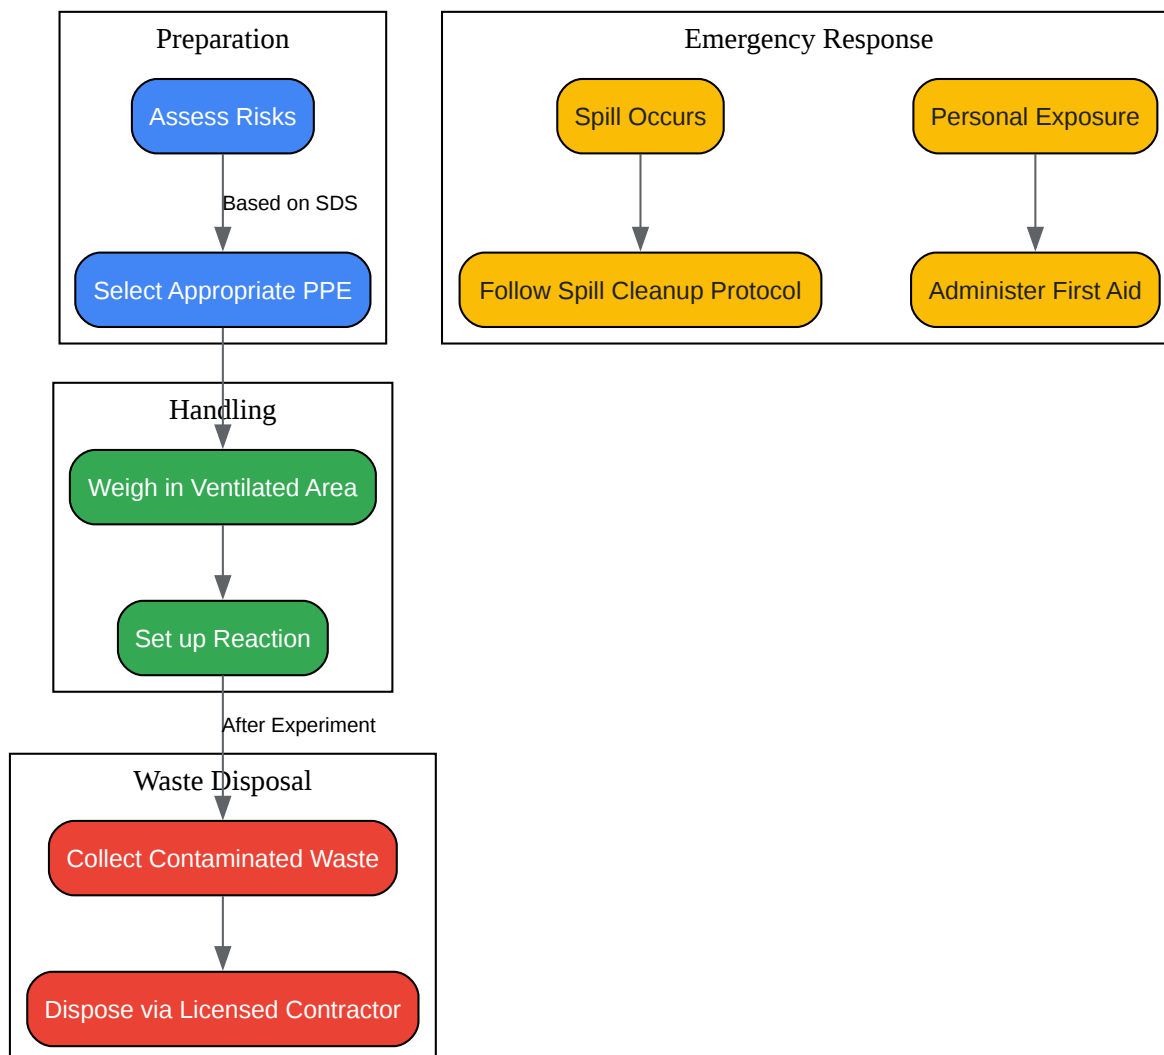 Preparation
Assess Risks
Based on SDS
Select Appropriate PPE
Handling
Weigh in Ventilated Area
Set up Reaction
After Experiment
Waste Disposal
Collect Contaminated Waste
Dispose via Licensed Contractor
Emergency Response
Spill Occurs
Follow Spill Cleanup Protocol
Personal Exposure
Administer First Aid